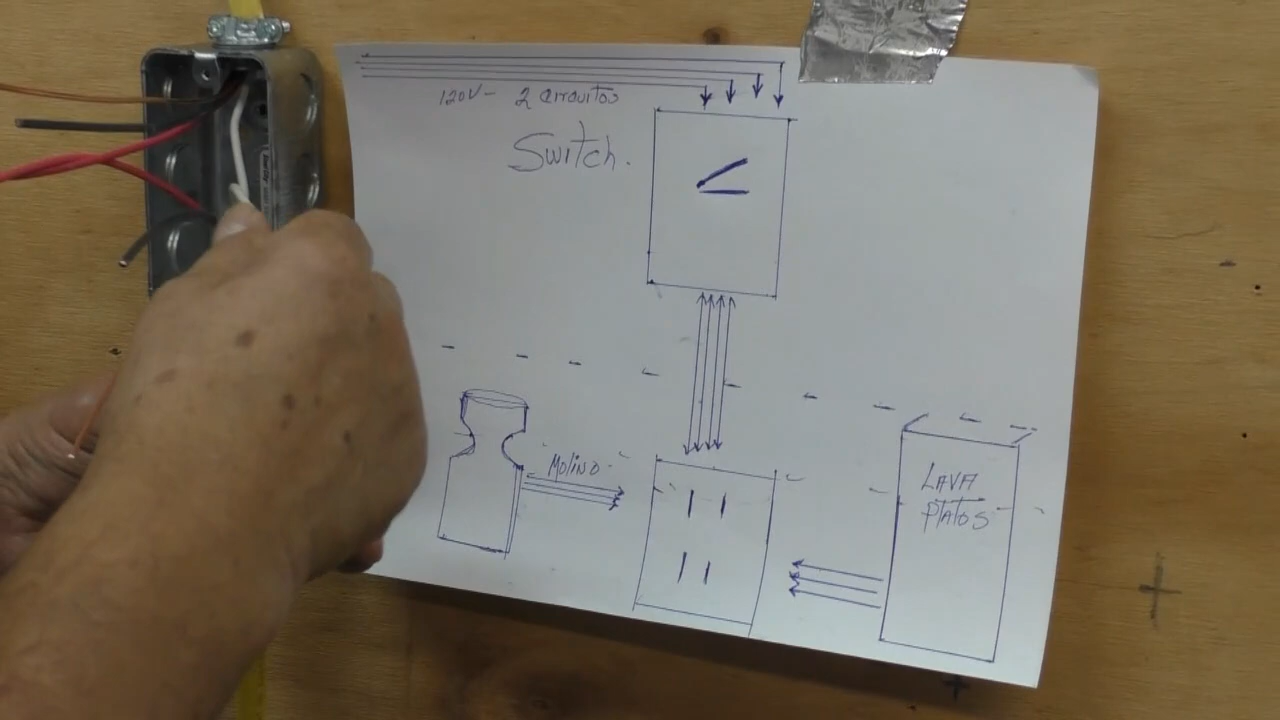 120V- 2 circuitos
Switch.
Molino-
LAVA
Platos